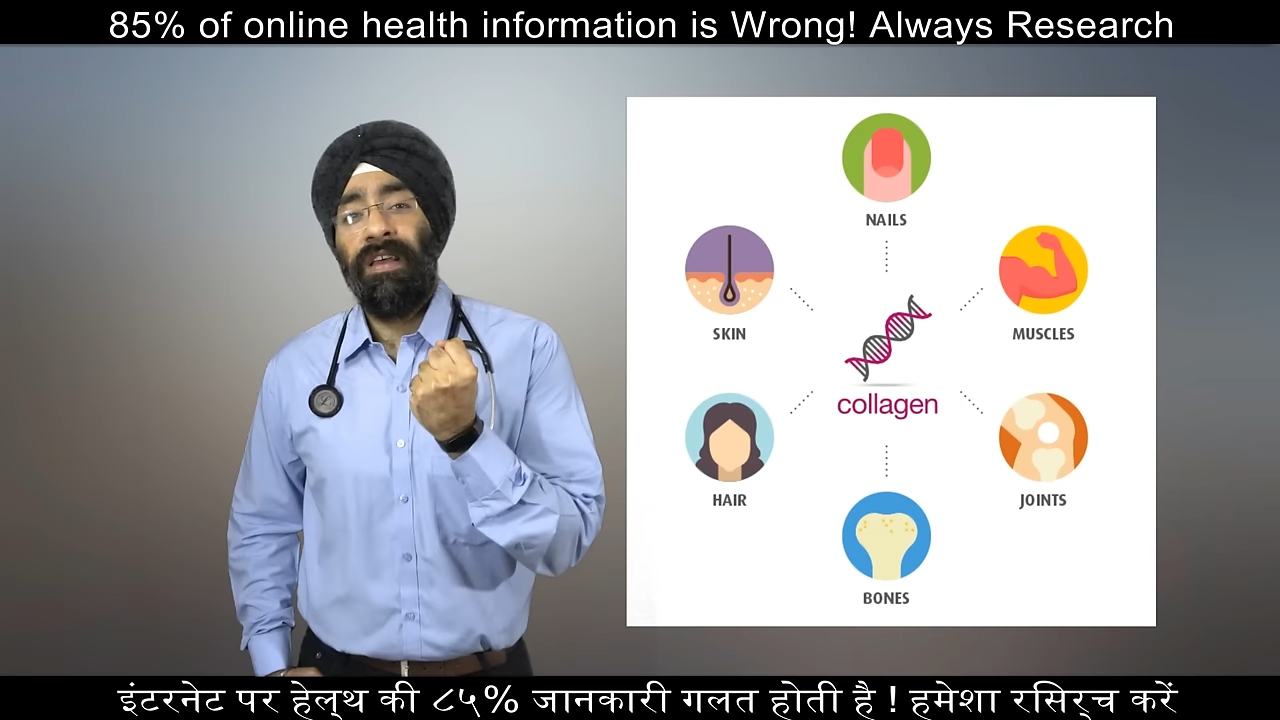 85% of online health information is Wrong! Always Research
NAILS
SKIN
MUSCLES
collagen
HAIR
JOINTS
BONES
इंटरनेट पर हेल्थ की ८५% जानकारी गलत होती है ! हमेशा रिसर्च करें